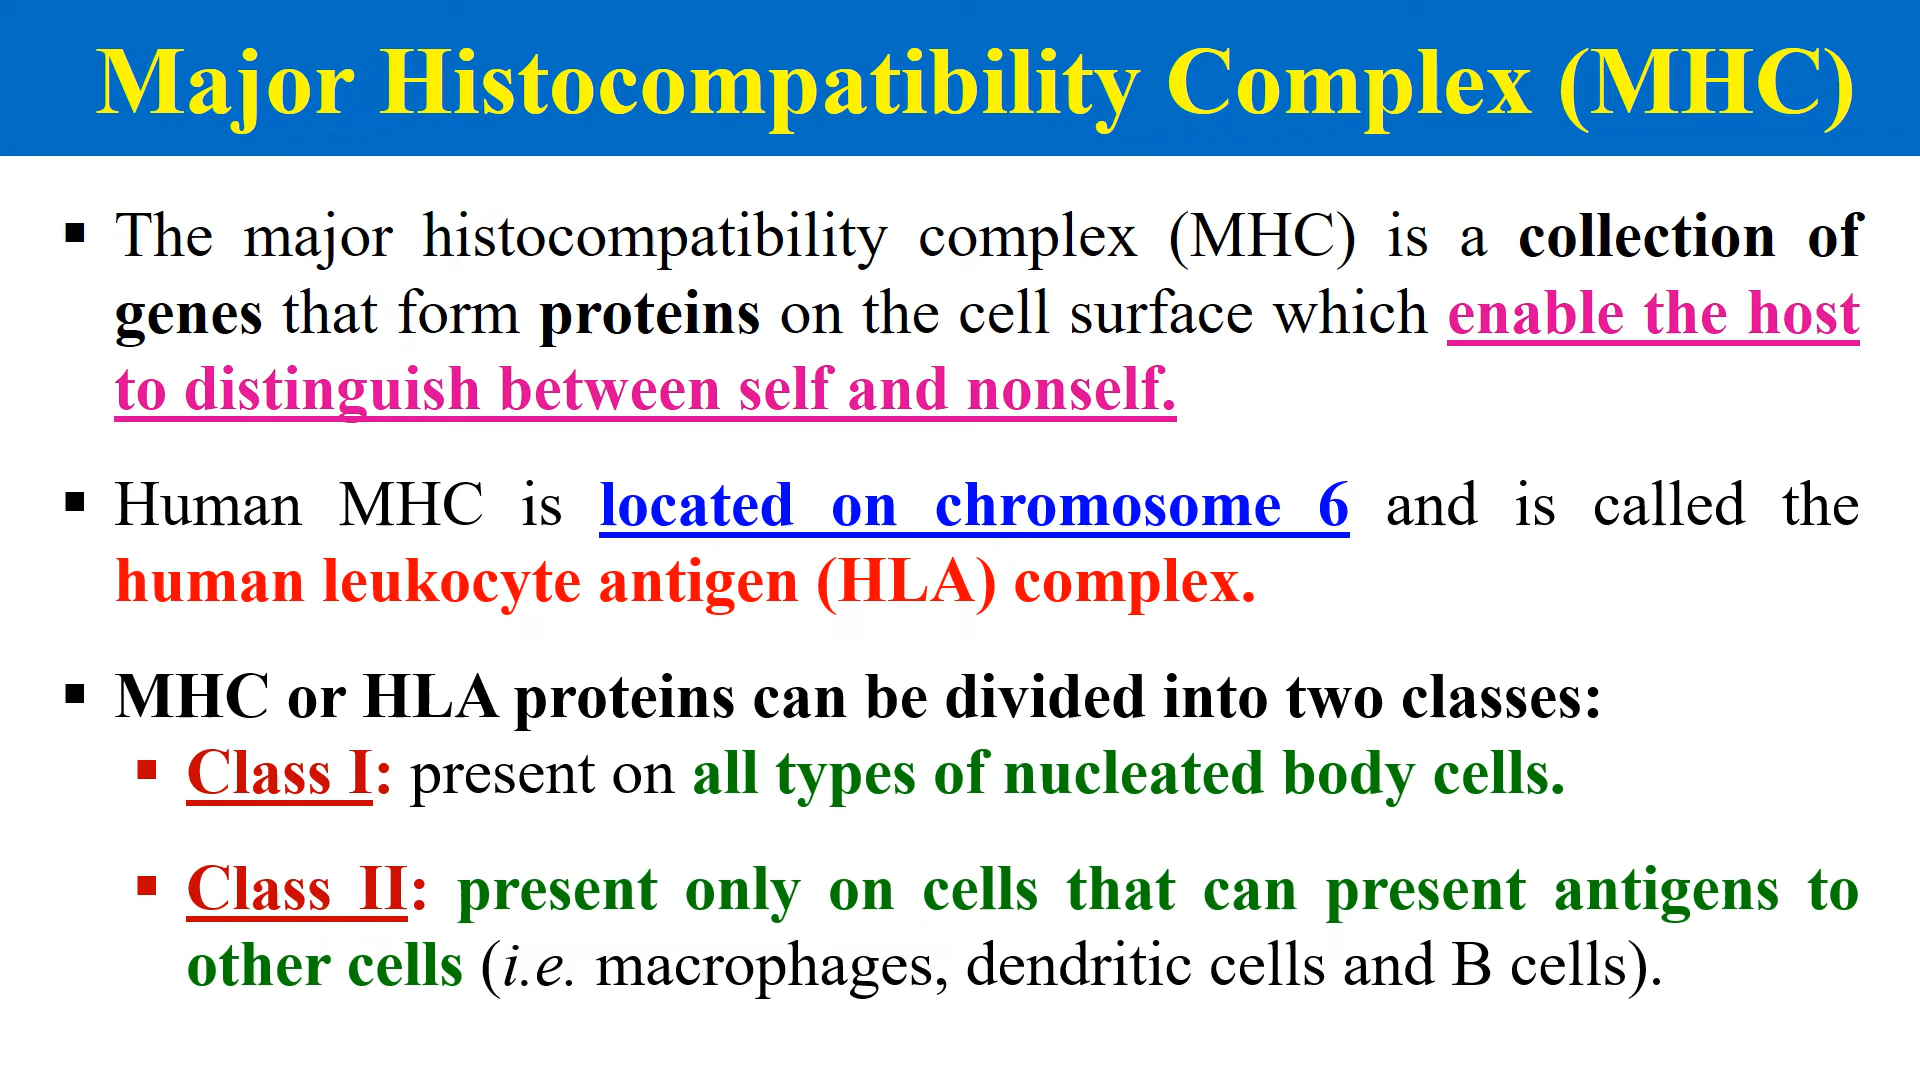 Major Histocompatibility Complex (MHC)
▪ The major histocompatibility complex (MHC) is a collection of
genes that form proteins on the cell surface which enable the host
to distinguish between self and nonself.
▪ Human MHC is located on chromosome 6 and is called the
human leukocyte antigen (HLA) complex.
▪ MHC or HLA proteins can be divided into two classes:
▪ Class I: present on all types of nucleated body cells.
▪ Class II: present only on cells that can present antigens to
other cells (i.e. macrophages, dendritic cells and B cells).